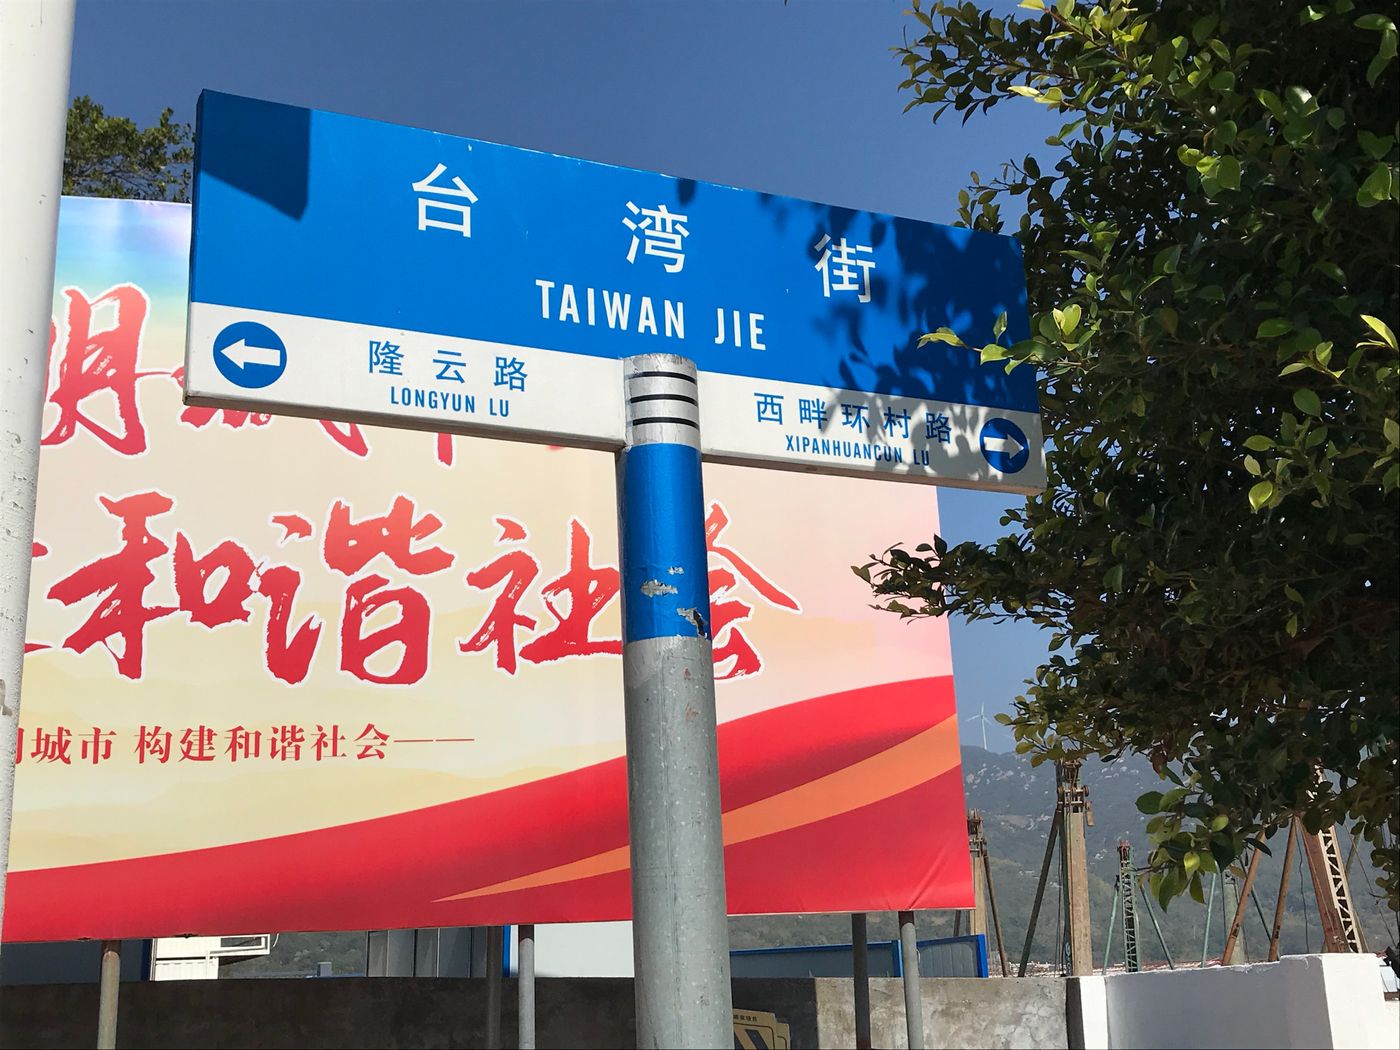 台湾街
TAIWAN JIE
隆云路
LONGYUN LU
西畔环村路
XIPANHUANCUN LU
和谐社会
城市 构建和谐社会——